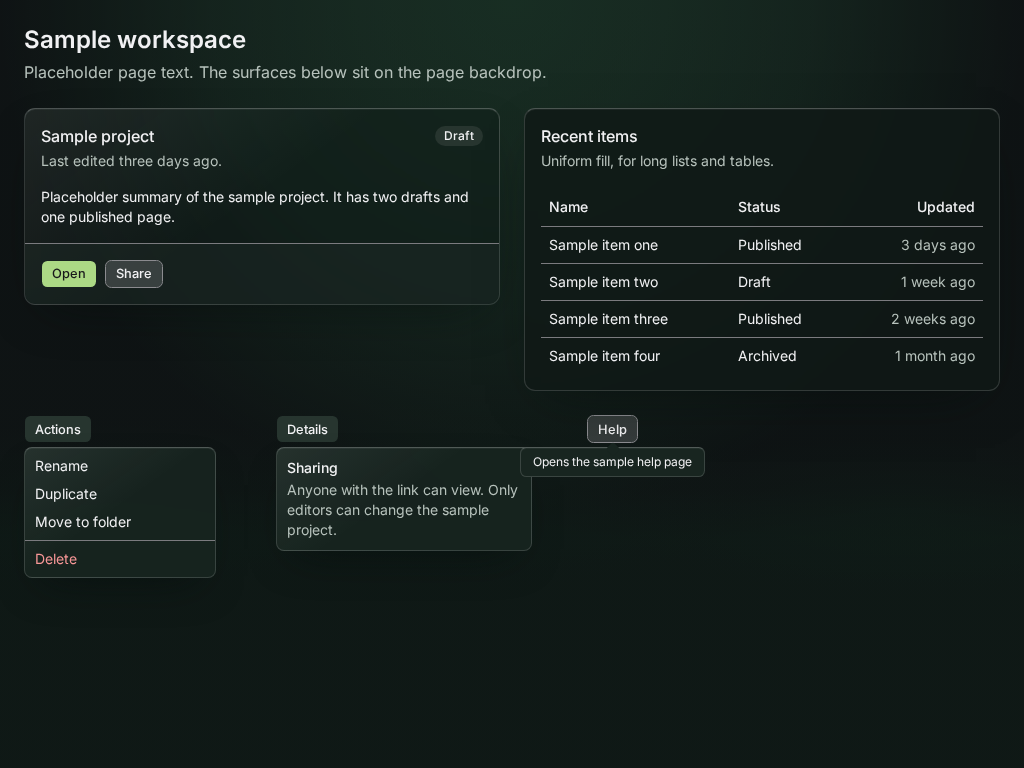 Sample workspace
Placeholder page text. The surfaces below sit on the page backdrop.
Sample project
Draft
Last edited three days ago.
Placeholder summary of the sample project. It has two drafts and
one published page.
Open
Share
Recent items
Uniform fill, for long lists and tables.
Name Status Updated
Sample item one Published 3 days ago
Sample item two Draft 1 week ago
Sample item three Published 2 weeks ago
Sample item four Archived 1 month ago
Actions
Rename
Duplicate
Move to folder
Delete
Details
Sharing
Anyone with the link can view. Only
editors can change the sample
project.
Help
Opens the sample help page